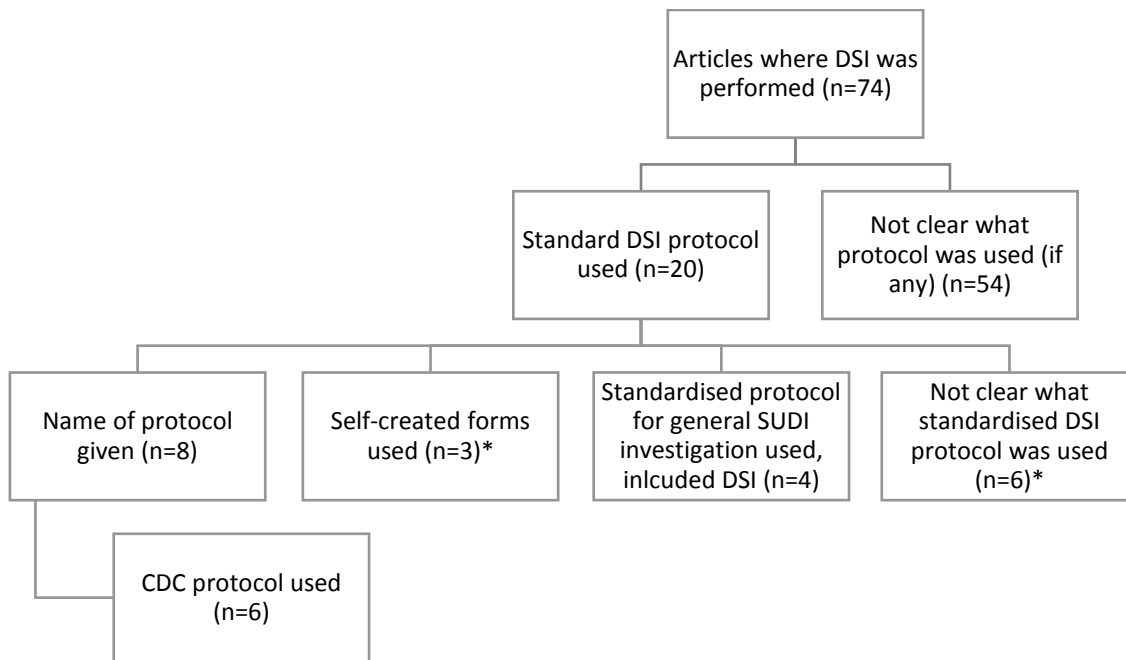 Articles where DSI was
performed (n=74)
Standard DSI protocol
used (n=20)
Not clear what
protocol was used (if
any) (n=54)
Name of protocol
given (n=8)
Self-created forms
used (n=3)*
Standardised protocol
for general SUDI
investigation used,
inlcuded DSI (n=4)
Not clear what
standardised DSI
protocol was used
(n=6)*
CDC protocol used
(n=6)